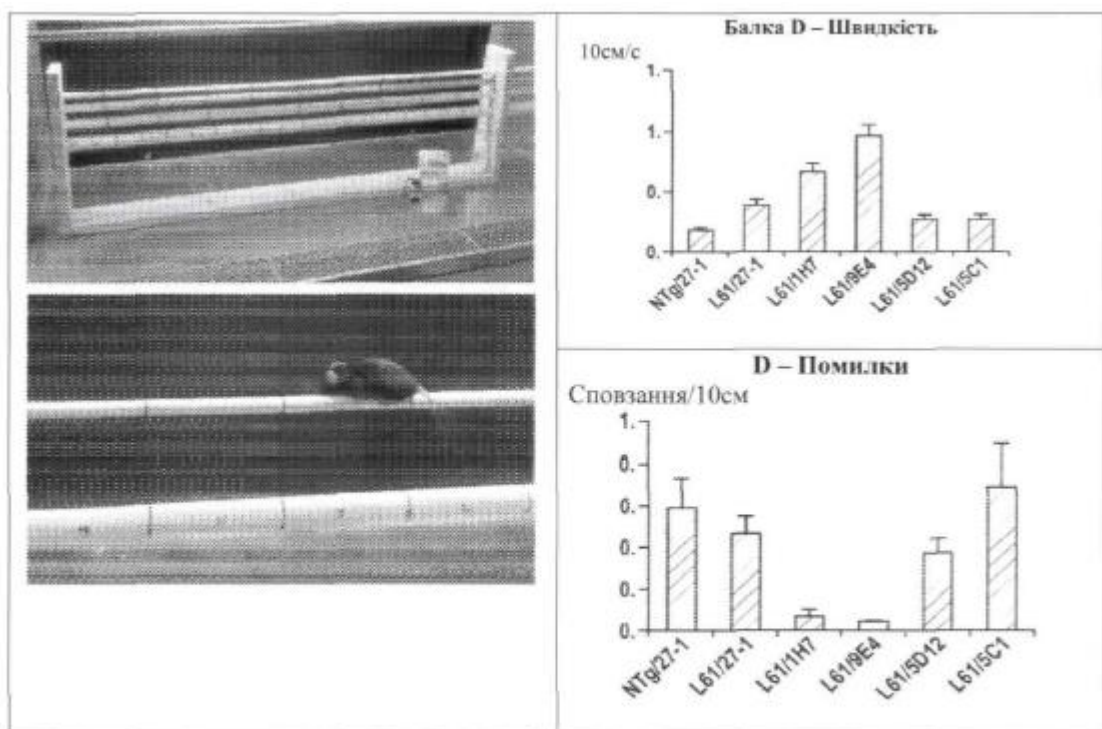 Балка D – Швидкість
10см/с
1.
1.
0.
0.
NTg/27-1
L61/27-1
L61/1H7
L61/9E4
L61/5D12
L61/5C1
D – Помилки
Сповзання/10см
1.
0.
0.
0.
0.
0.
NTg/27-1
L61/27-1
L61/1H7
L61/9E4
L61/5D12
L61/5C1